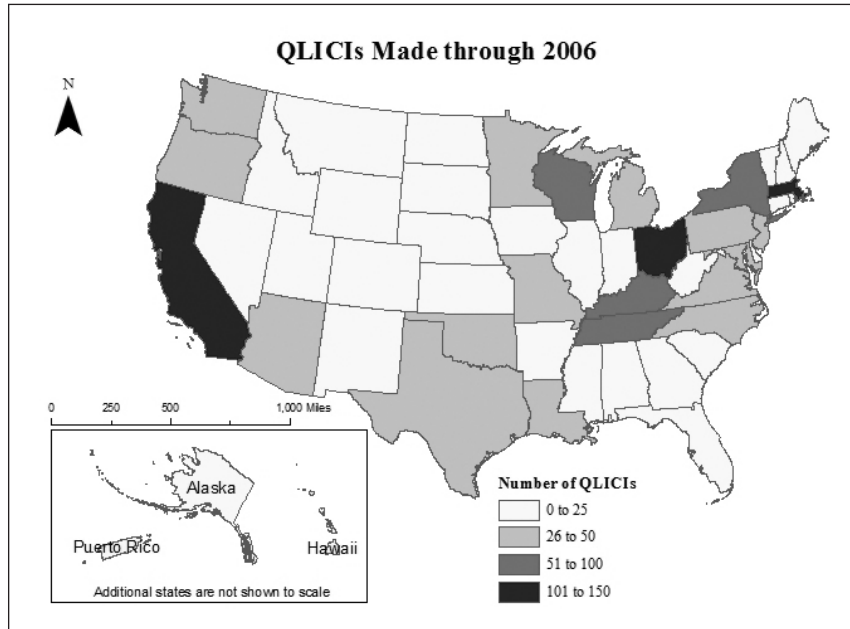 QLICIs Made through 2006
N
0 250 500 1,000 Miles
Alaska
Puerto Rico
Hawaii
Additional states are not shown to scale
Number of QLICIs
0 to 25
26 to 50
51 to 100
101 to 150